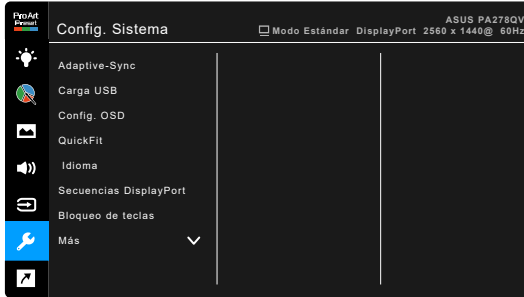 ProArt
Preset
Config. Sistema
ASUS PA278QV
Modo Estándar DisplayPort 2560 x 1440@ 60Hz
Adaptive-Sync
Carga USB
Config. OSD
QuickFit
Idioma
Secuencias DisplayPort
Bloqueo de teclas
Más